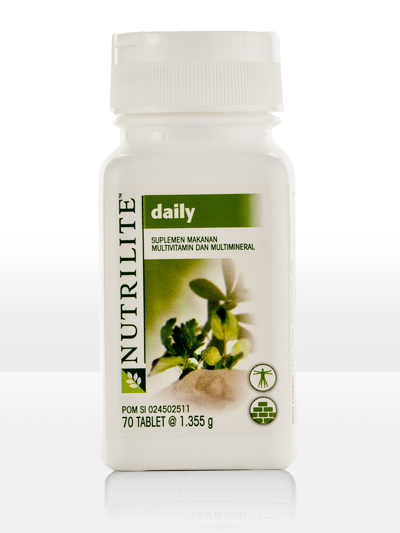 NUTRILITE™
daily
SUPLEMEN MAKANAN
MULTIVITAMIN DAN MULTIMINERAL
POM SI 024502511
70 TABLET @ 1.355 g